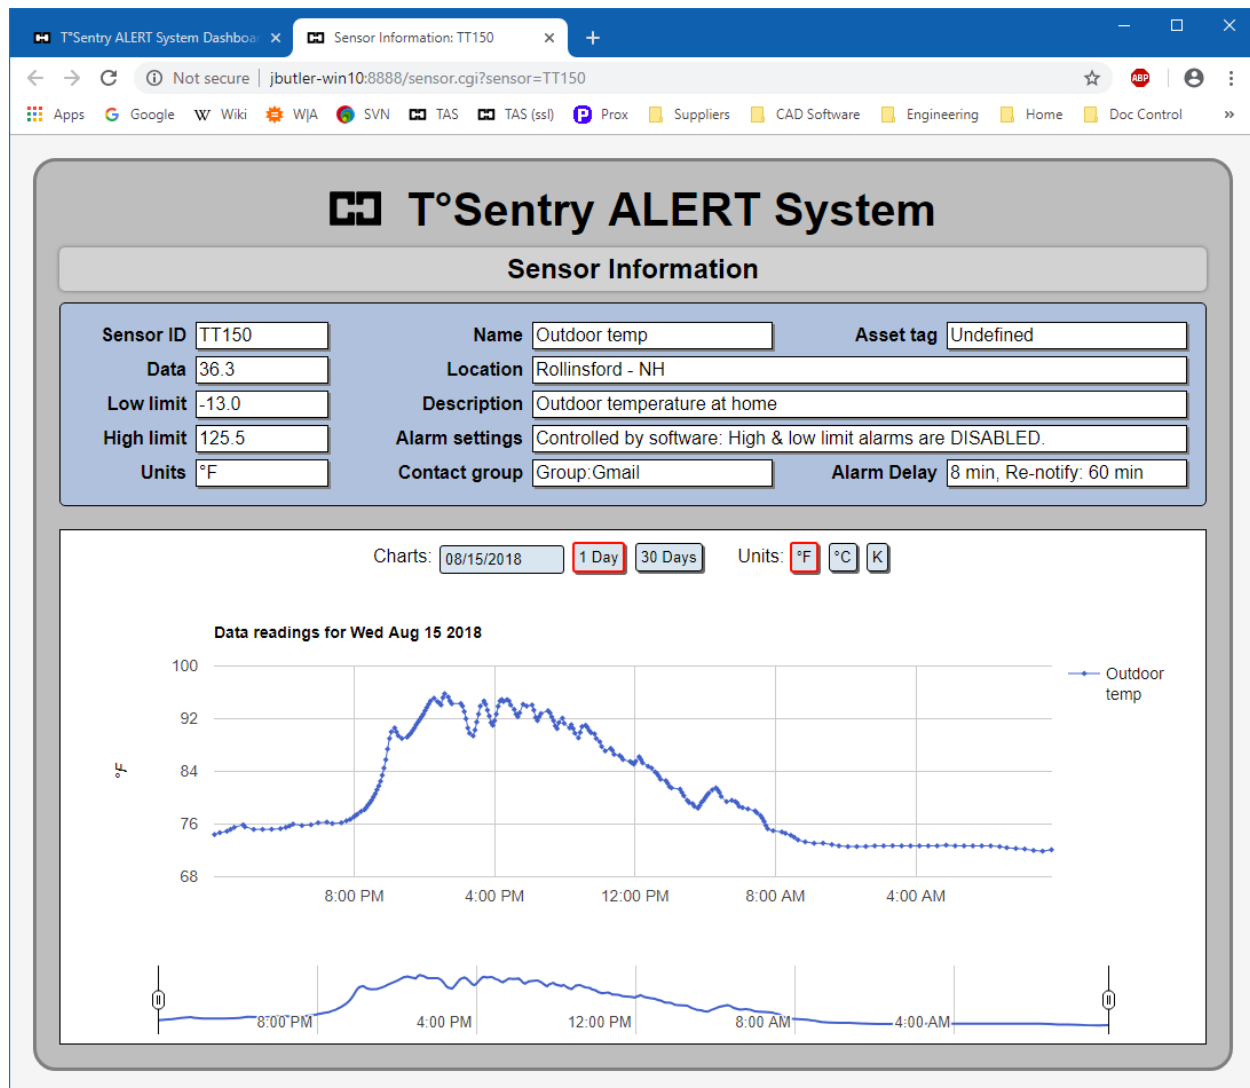 T°Sentry ALERT System Dashboa
Sensor Information: TT150
Not secure | jbutler-win10:8888/sensor.cgi?sensor=TT150
ABP
Apps Google W Wiki W|A SVN TAS TAS (ssl) P Prox Suppliers CAD Software Engineering Home Doc Control »
T°Sentry ALERT System
Sensor Information
Sensor ID TT150 Name Outdoor temp Asset tag Undefined
Data 36.3 Location Rollinsford - NH
Low limit -13.0 Description Outdoor temperature at home
High limit 125.5 Alarm settings Controlled by software: High & low limit alarms are DISABLED.
Units °F Contact group Group:Gmail Alarm Delay 8 min, Re-notify: 60 min
Charts: 08/15/2018 1 Day 30 Days Units: °F °C K
Data readings for Wed Aug 15 2018
100
92
84
76
68
°F
Outdoor
temp
8:00 PM 4:00 PM 12:00 PM 8:00 AM 4:00 AM
8:00 PM 4:00 PM 12:00 PM 8:00 AM 4:00 AM